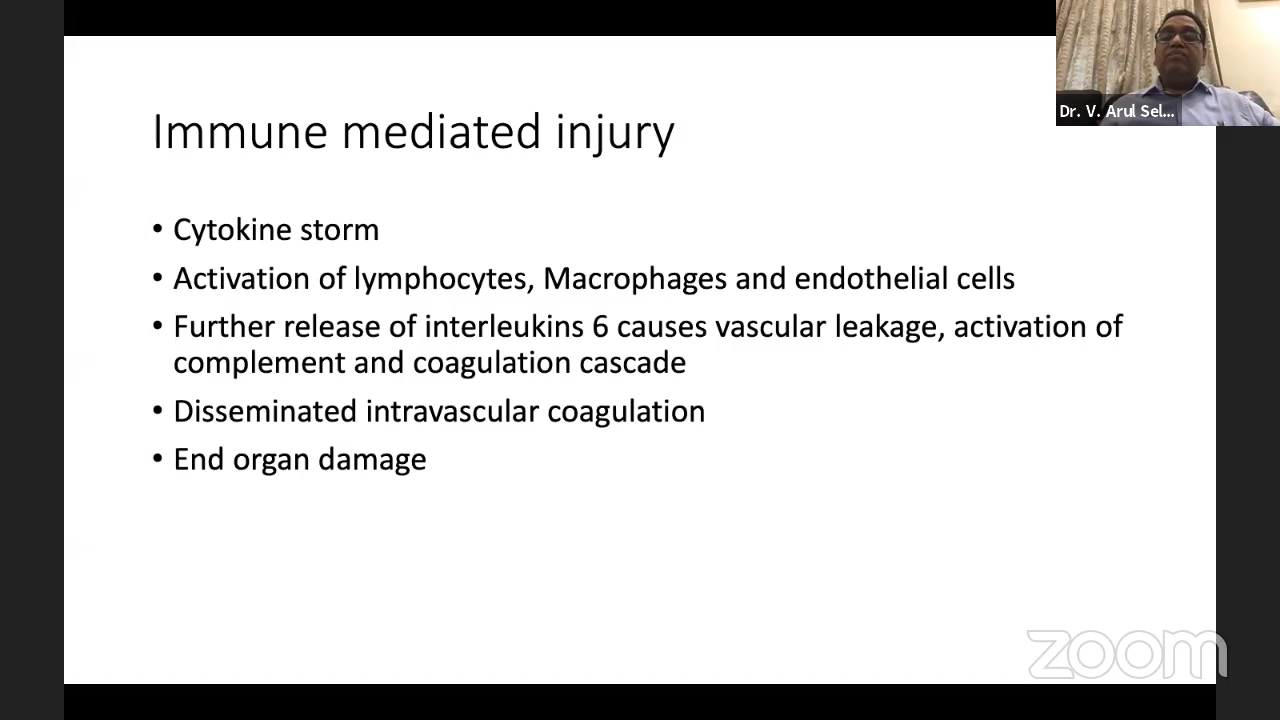 Immune mediated injury
• Cytokine storm
• Activation of lymphocytes, Macrophages and endothelial cells
• Further release of interleukins 6 causes vascular leakage, activation of
complement and coagulation cascade
• Disseminated intravascular coagulation
• End organ damage
Dr. V. Arul Sel...
zoom